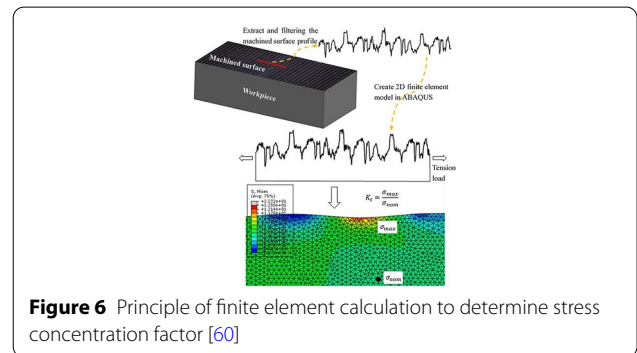 Extract and filtering the
machined surface profile
Machined surface
Workpiece
Create 2D finite element
model in ABAQUS
Tension
load
S, Mises
(Avg: 75%)
K_t = σ_max / σ_nom
σ_max
σ_nom
Figure 6 Principle of finite element calculation to determine stress
concentration factor [60]